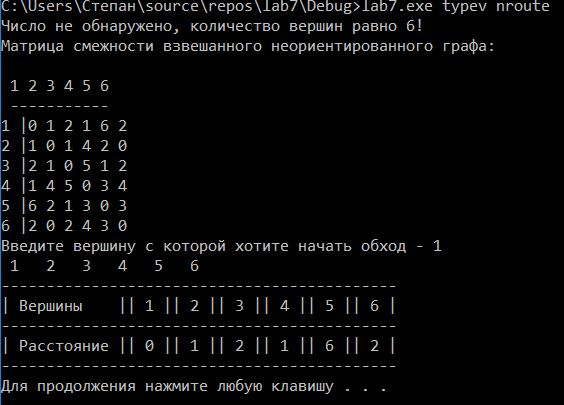 C:\Users\Степан\source\repos\lab7\Debug>lab7.exe typev nroute
Число не обнаружено, количество вершин равно 6!
Матрица смежности взвешанного неориентированного графа:
1 2 3 4 5 6
-----------
1 |0 1 2 1 6 2
2 |1 0 1 4 2 0
3 |2 1 0 5 1 2
4 |1 4 5 0 3 4
5 |6 2 1 3 0 3
6 |2 0 2 4 3 0
Введите вершину с которой хотите начать обход - 1
1 2 3 4 5 6
--------------------------------------------
| Вершины || 1 || 2 || 3 || 4 || 5 || 6 |
--------------------------------------------
| Расстояние || 0 || 1 || 2 || 1 || 6 || 2 |
--------------------------------------------
Для продолжения нажмите любую клавишу . . .